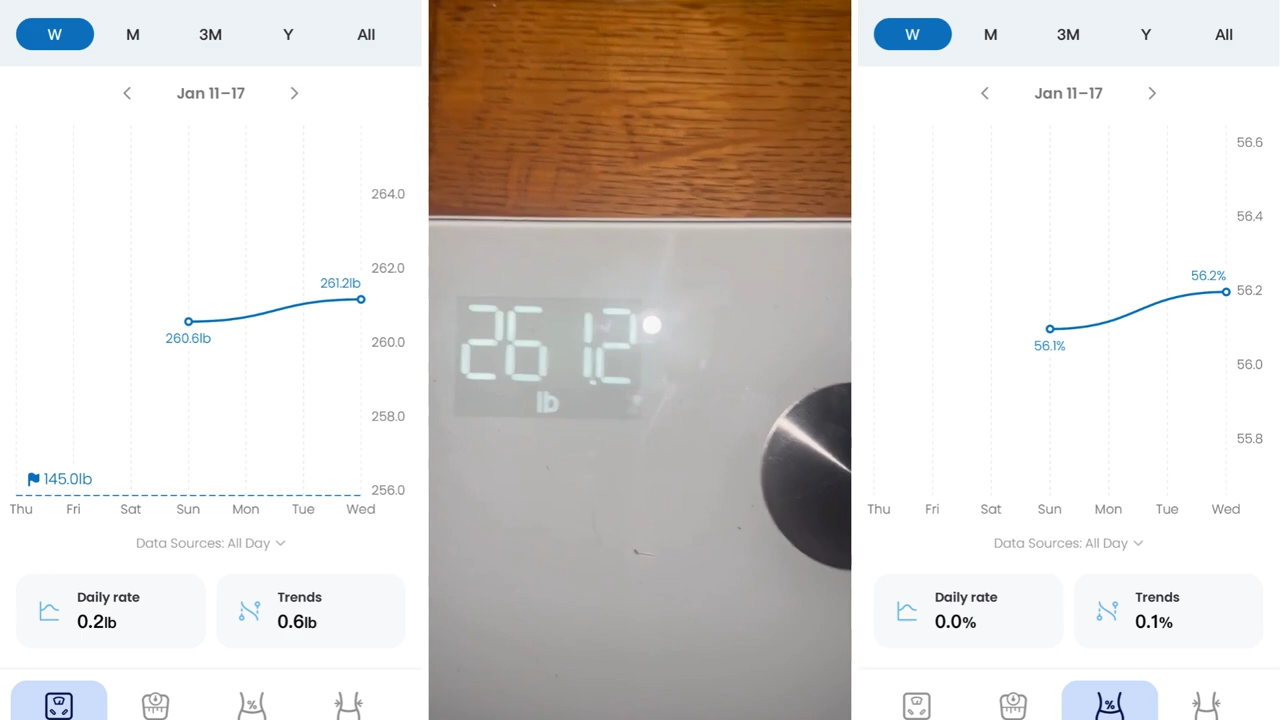 W M 3M Y All
Jan 11–17
264.0
261.2lb
262.0
260.6lb
260.0
258.0
145.0lb
256.0
Thu Fri Sat Sun Mon Tue Wed
Data Sources: All Day
Daily rate
0.2lb
Trends
0.6lb
261.2
lb
W M 3M Y All
Jan 11–17
56.6
56.4
56.2%
56.2
56.1%
56.0
55.8
Thu Fri Sat Sun Mon Tue Wed
Data Sources: All Day
Daily rate
0.0%
Trends
0.1%
%